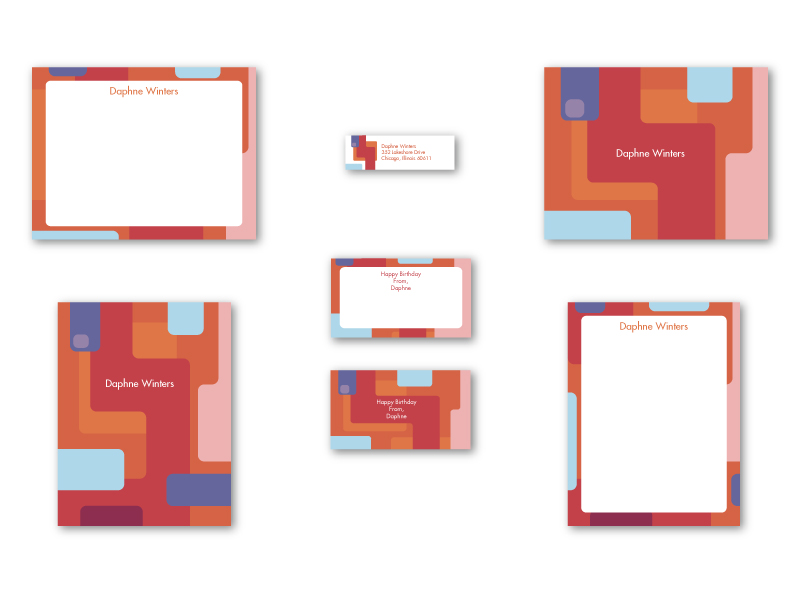 Daphne Winters
Daphne Winters
352 Lakeshore Drive
Chicago, Illinois 60611
Daphne Winters
Happy Birthday
From,
Daphne
Daphne Winters
Happy Birthday
From,
Daphne
Daphne Winters